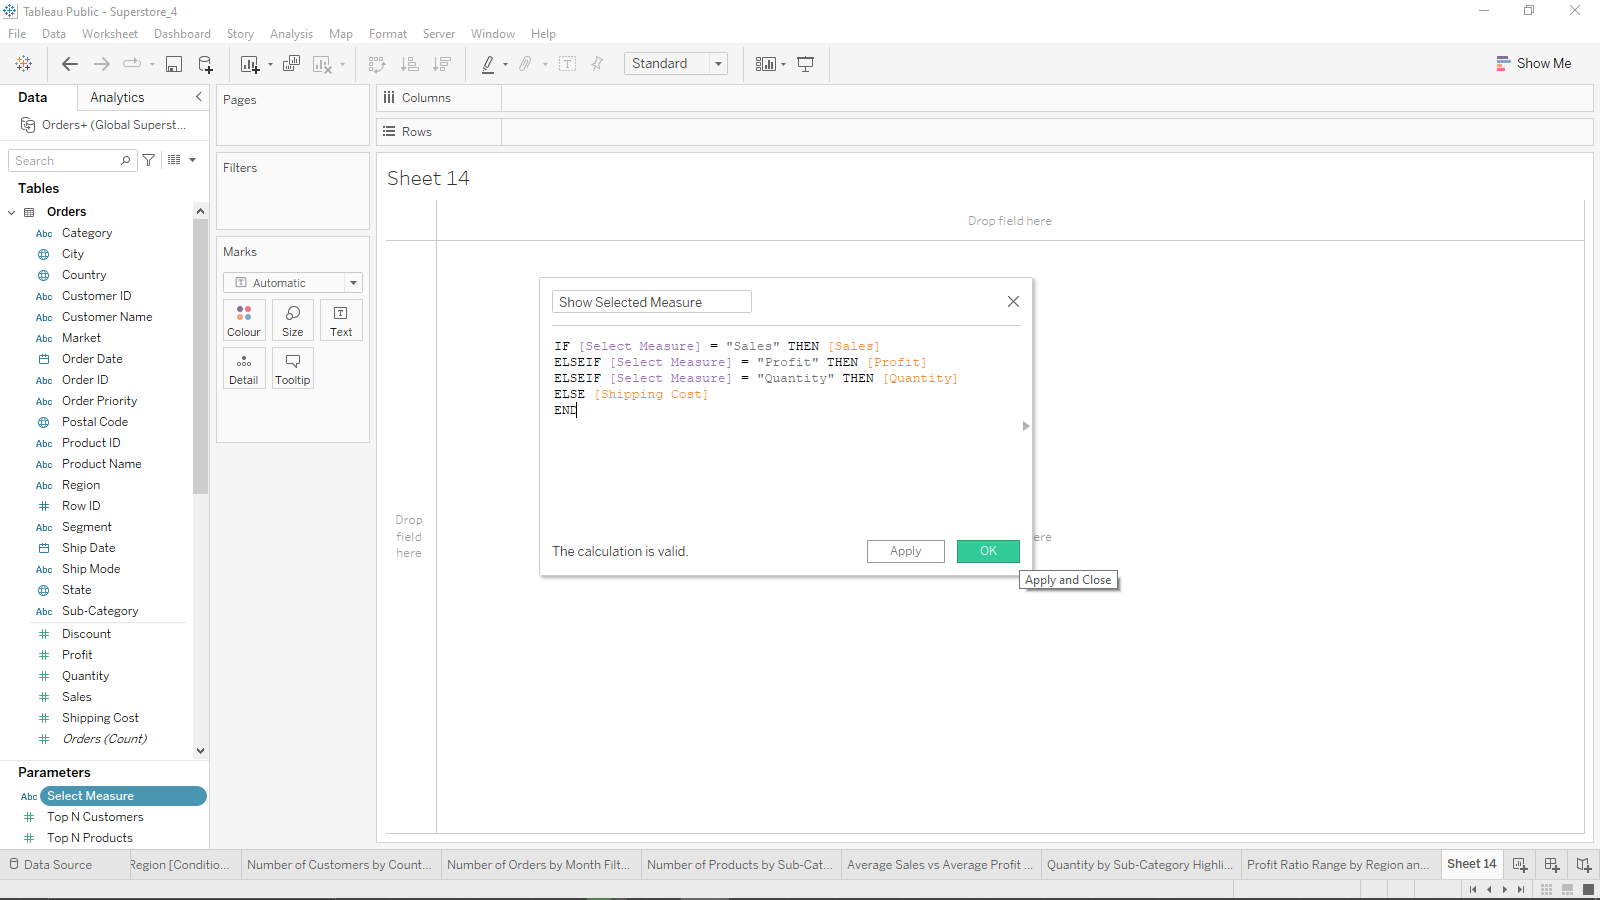 Tableau Public - Superstore_4
File Data Worksheet Dashboard Story Analysis Map Format Server Window Help
Standard
Show Me
Data Analytics
Orders+ (Global Superst...
Search
Tables
Orders
Abc Category
City
Country
Abc Customer ID
Abc Customer Name
Abc Market
Order Date
Abc Order ID
Abc Order Priority
Postal Code
Abc Product ID
Abc Product Name
Abc Region
# Row ID
Abc Segment
Ship Date
Abc Ship Mode
State
Abc Sub-Category
# Discount
# Profit
# Quantity
# Sales
# Shipping Cost
# Orders (Count)
Parameters
Abc Select Measure
# Top N Customers
# Top N Products
Pages
Filters
Marks
T Automatic
Colour Size T Text
Detail Tooltip
Columns
Rows
Sheet 14
Drop field here
Drop
field
here
ere
Show Selected Measure
IF [Select Measure] = "Sales" THEN [Sales]
ELSEIF [Select Measure] = "Profit" THEN [Profit]
ELSEIF [Select Measure] = "Quantity" THEN [Quantity]
ELSE [Shipping Cost]
END
The calculation is valid.
Apply OK
Apply and Close
Data Source Region [Conditio... Number of Customers by Count... Number of Orders by Month Filt... Number of Products by Sub-Cat... Average Sales vs Average Profit ... Quantity by Sub-Category Highli... Profit Ratio Range by Region an... Sheet 14